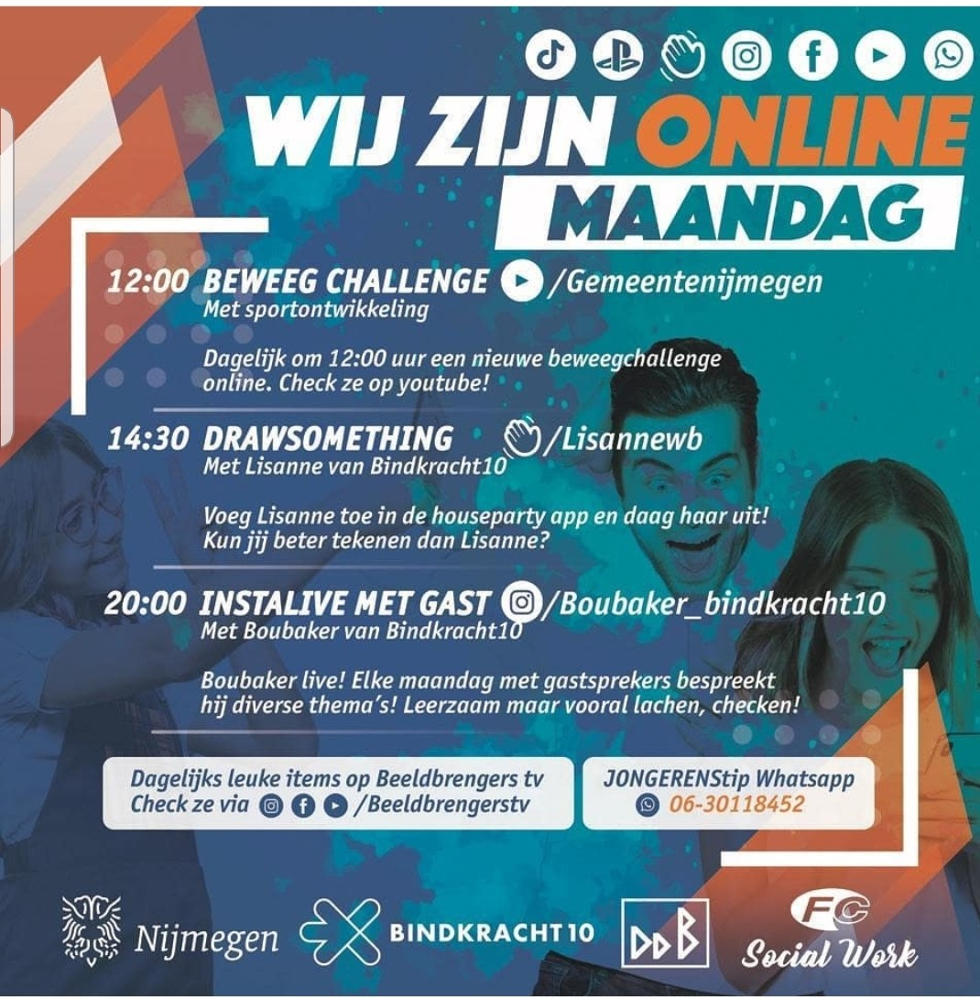 WIJ ZIJN ONLINE
MAANDAG
12:00 BEWEEG CHALLENGE /Gemeentenijmegen
Met sportontwikkeling
Dagelijk om 12:00 uur een nieuwe beweegchallenge
online. Check ze op youtube!
14:30 DRAWSOMETHING /Lisannewb
Met Lisanne van Bindkracht10
Voeg Lisanne toe in de houseparty app en daag haar uit!
Kun jij beter tekenen dan Lisanne?
20:00 INSTALIVE MET GAST /Boubaker_bindkracht10
Met Boubaker van Bindkracht10
Boubaker live! Elke maandag met gastsprekers bespreekt
hij diverse thema's! Leerzaam maar vooral lachen, checken!
Dagelijks leuke items op Beeldbrengers tv
Check ze via /Beeldbrengerstv
JONGERENStip Whatsapp
06-30118452
Nijmegen
BINDKRACHT10
DDB
FC
Social Work